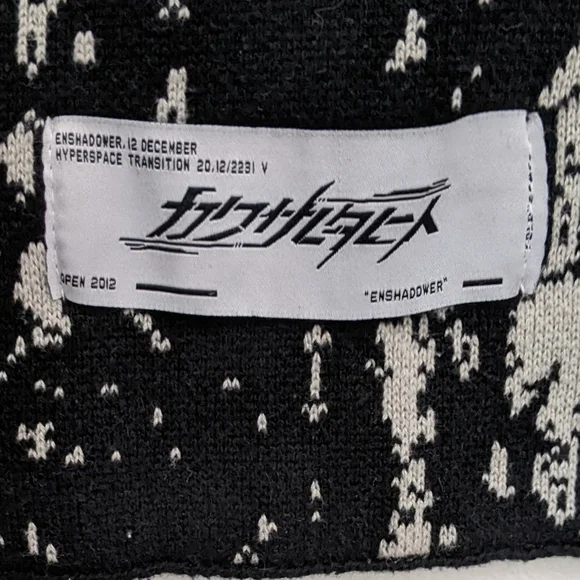 ENSHADOWER, 12 DECEMBER
HYPERSPACE TRANSITION 20.12/2231 V
OPEN 2012
"ENSHADOWER"